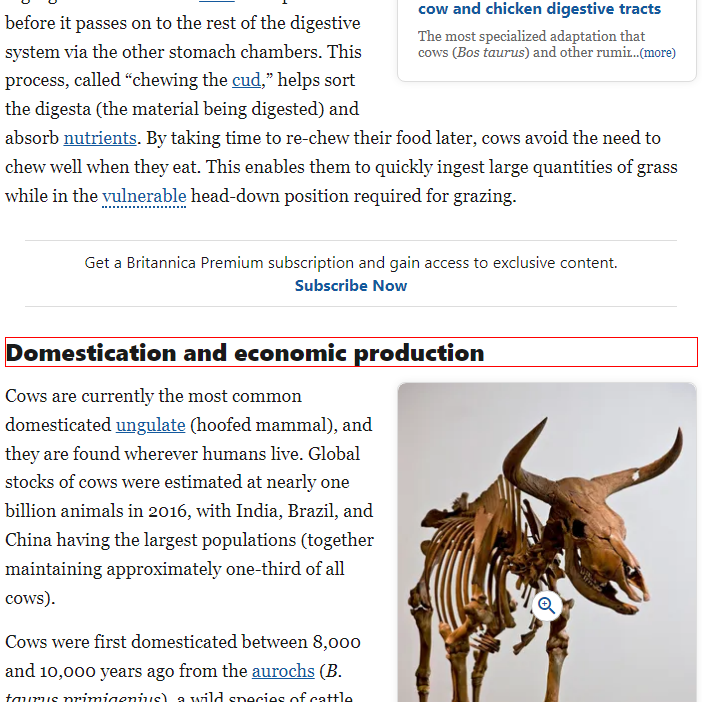 before it passes on to the rest of the digestive
system via the other stomach chambers. This
process, called “chewing the cud,” helps sort
the digesta (the material being digested) and
absorb nutrients. By taking time to re-chew their food later, cows avoid the need to
chew well when they eat. This enables them to quickly ingest large quantities of grass
while in the vulnerable head-down position required for grazing.
cow and chicken digestive tracts
The most specialized adaptation that
cows (Bos taurus) and other rumi...(more)
Get a Britannica Premium subscription and gain access to exclusive content.
Subscribe Now
Domestication and economic production
Cows are currently the most common
domesticated ungulate (hoofed mammal), and
they are found wherever humans live. Global
stocks of cows were estimated at nearly one
billion animals in 2016, with India, Brazil, and
China having the largest populations (together
maintaining approximately one-third of all
cows).
Cows were first domesticated between 8,000
and 10,000 years ago from the aurochs (B.
taurus primigenius), a wild species of cattle